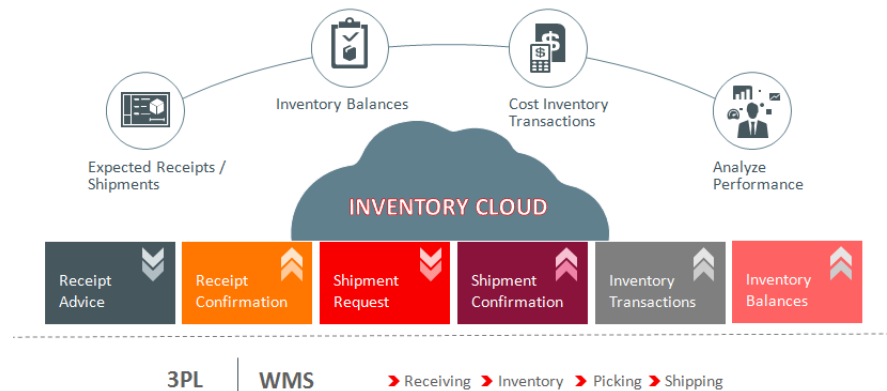 Inventory Balances
Cost Inventory
Transactions
Expected Receipts /
Shipments
Analyze
Performance
INVENTORY CLOUD
Receipt
Advice
Receipt
Confirmation
Shipment
Request
Shipment
Confirmation
Inventory
Transactions
Inventory
Balances
3PL
WMS
Receiving
Inventory
Picking
Shipping